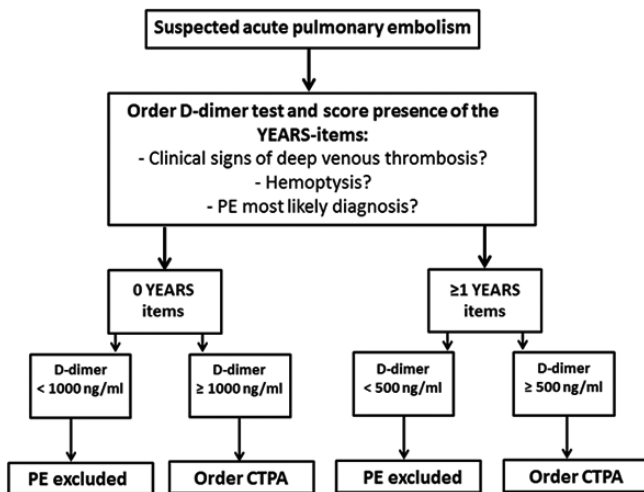 Suspected acute pulmonary embolism
Order D-dimer test and score presence of the
YEARS-items:
- Clinical signs of deep venous thrombosis?
- Hemoptysis?
- PE most likely diagnosis?
0 YEARS
items
≥1 YEARS
items
D-dimer
< 1000 ng/ml
D-dimer
≥ 1000 ng/ml
D-dimer
< 500 ng/ml
D-dimer
≥ 500 ng/ml
PE excluded
Order CTPA
PE excluded
Order CTPA